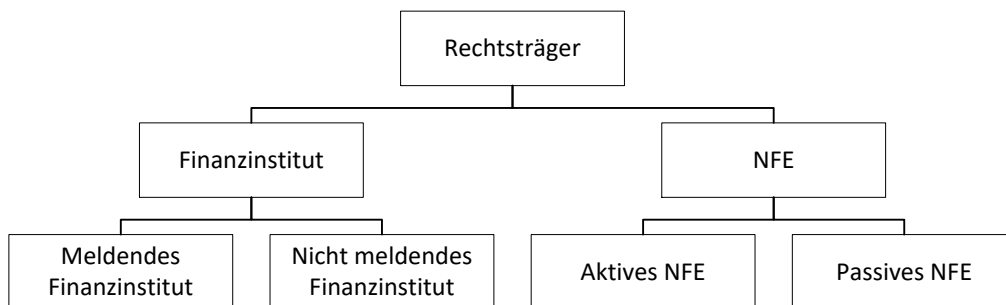 Rechtsträger
Finanzinstitut
NFE
Meldendes
Finanzinstitut
Nicht meldendes
Finanzinstitut
Aktives NFE
Passives NFE